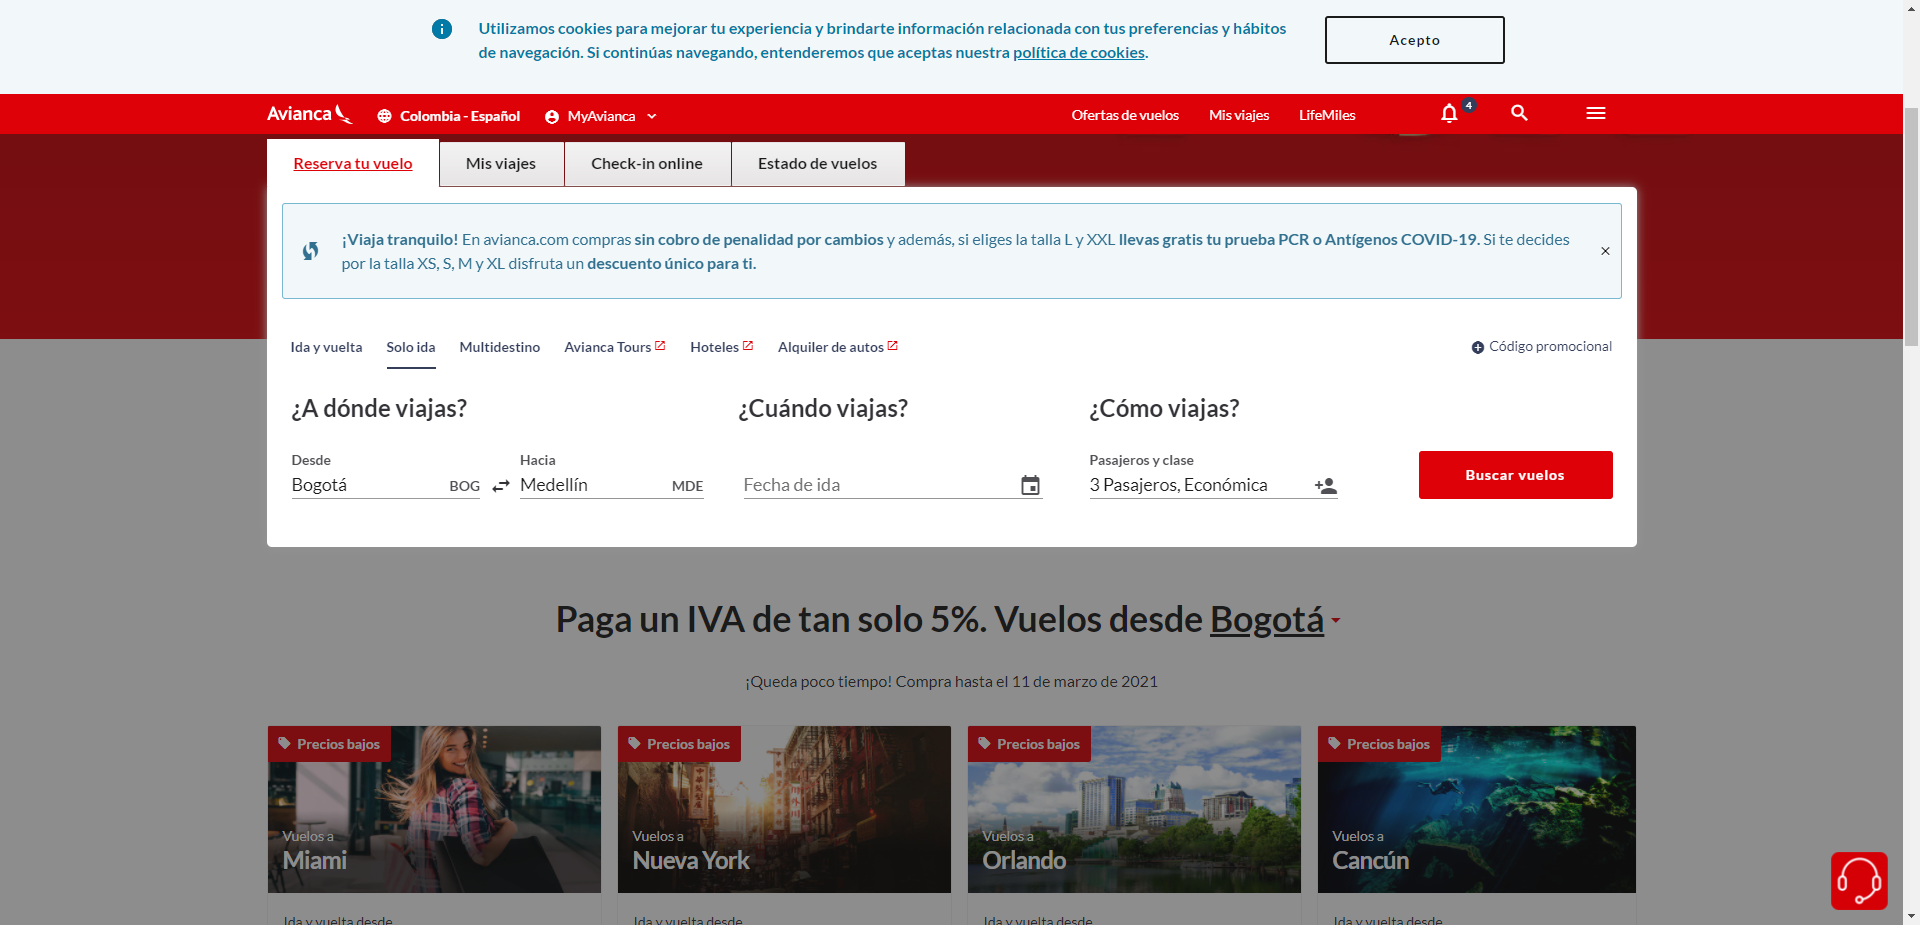 Utilizamos cookies para mejorar tu experiencia y brindarte información relacionada con tus preferencias y hábitos
de navegación. Si continúas navegando, entenderemos que aceptas nuestra política de cookies.
Acepto
Avianca
Colombia - Español
MyAvianca
Ofertas de vuelos
Mis viajes
LifeMiles
4
Reserva tu vuelo
Mis viajes
Check-in online
Estado de vuelos
¡Viaja tranquilo! En avianca.com compras sin cobro de penalidad por cambios y además, si eliges la talla L y XXL llevas gratis tu prueba PCR o Antígenos COVID-19. Si te decides
por la talla XS, S, M y XL disfruta un descuento único para ti.
Ida y vuelta
Solo ida
Multidestino
Avianca Tours
Hoteles
Alquiler de autos
Código promocional
¿A dónde viajas?
¿Cuándo viajas?
¿Cómo viajas?
Desde
Hacia
Pasajeros y clase
Bogotá
BOG
Medellín
MDE
Fecha de ida
3 Pasajeros, Económica
Buscar vuelos
Paga un IVA de tan solo 5%. Vuelos desde Bogotá
¡Queda poco tiempo! Compra hasta el 11 de marzo de 2021
Precios bajos
Precios bajos
Precios bajos
Precios bajos
Vuelos a
Miami
Vuelos a
Nueva York
Vuelos a
Orlando
Vuelos a
Cancún
Ida y vuelta desde
Ida y vuelta desde
Ida y vuelta desde
Ida y vuelta desde